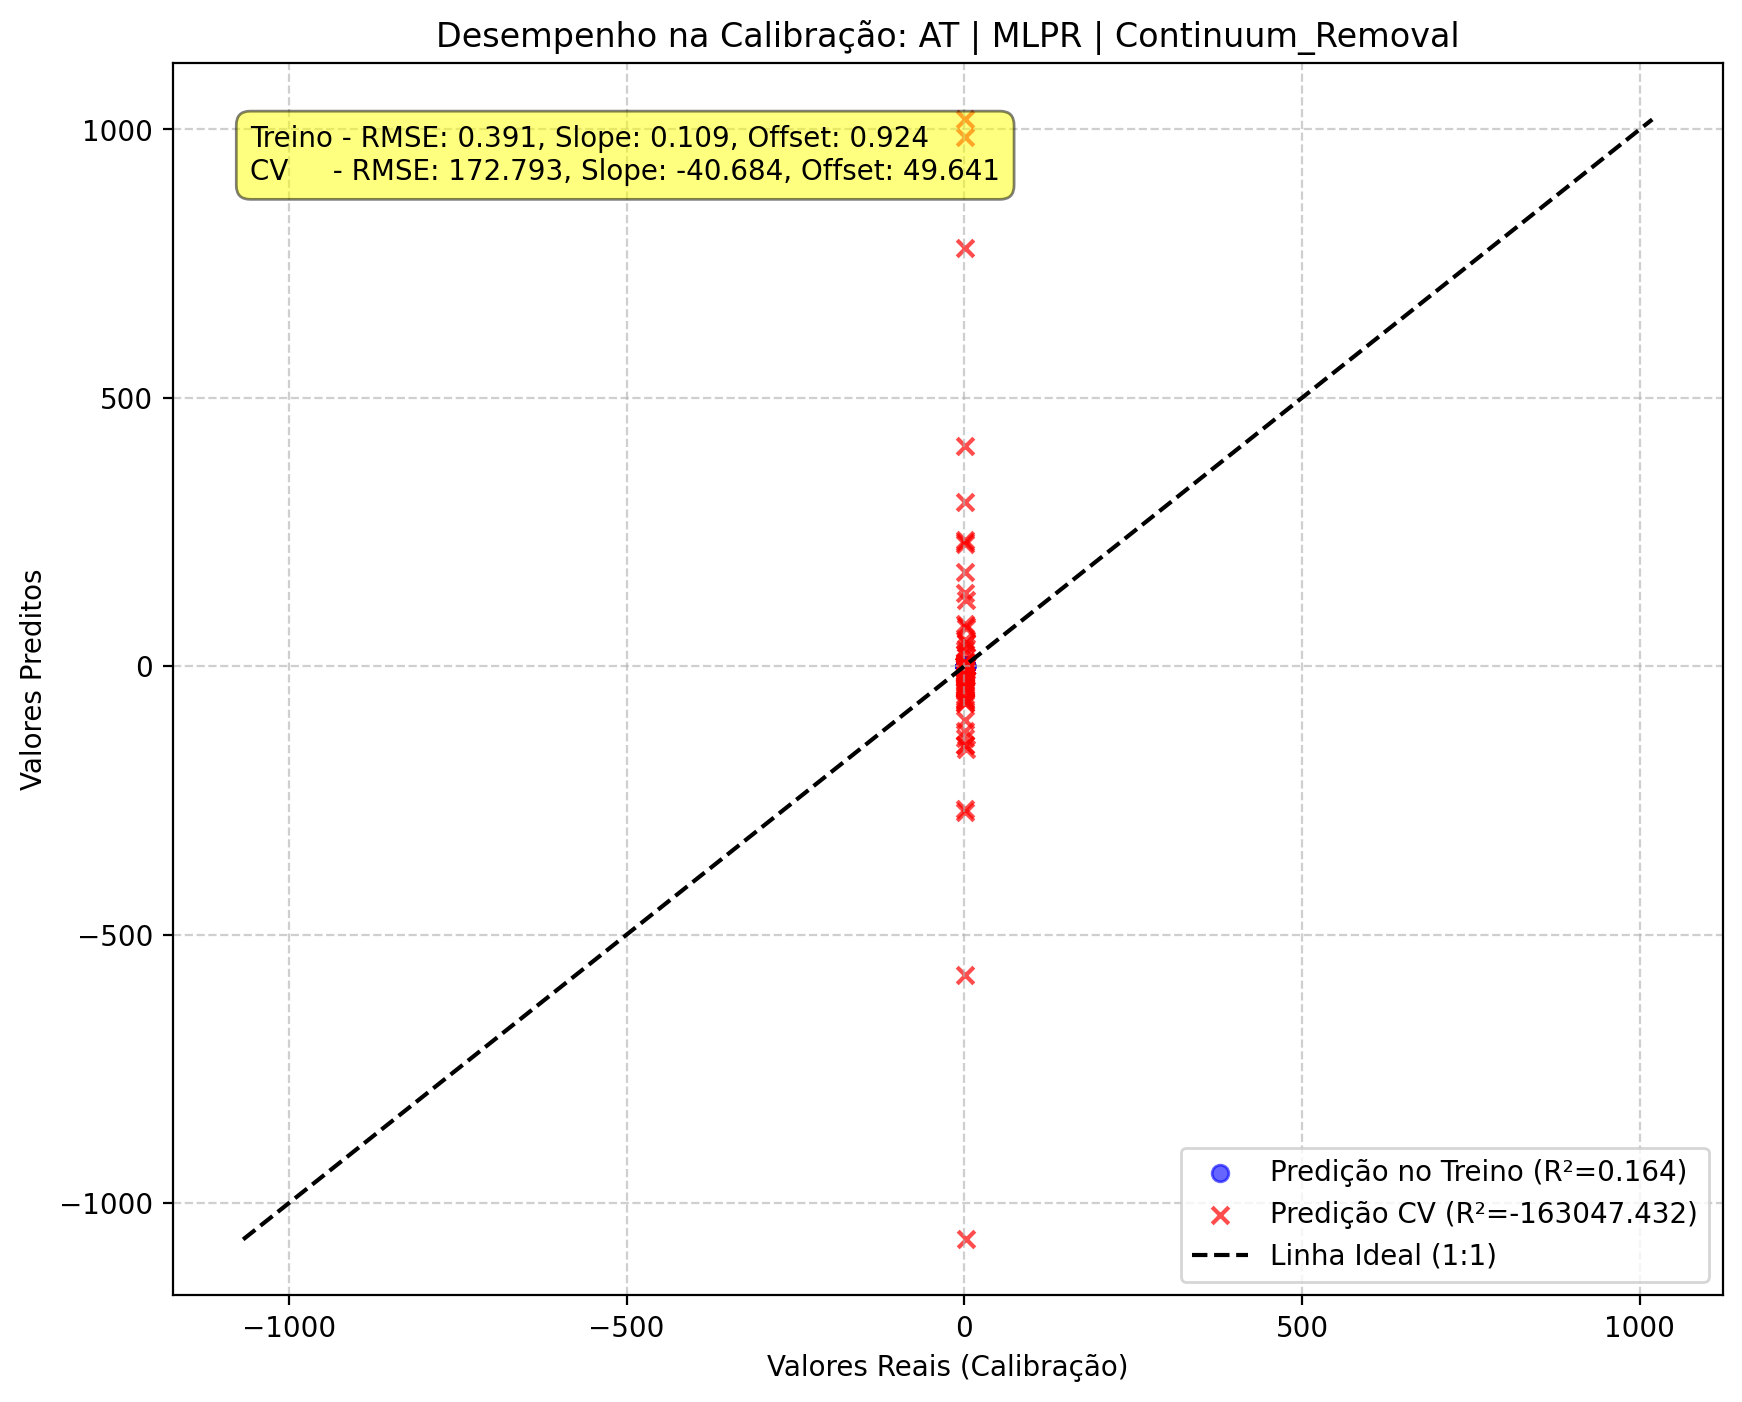 Desempenho na Calibração: AT | MLPR | Continuum_Removal
Treino - RMSE: 0.391, Slope: 0.109, Offset: 0.924
CV - RMSE: 172.793, Slope: -40.684, Offset: 49.641
1000
500
0
−500
−1000
Valores Preditos
Predição no Treino (R²=0.164)
Predição CV (R²=-163047.432)
Linha Ideal (1:1)
−1000
−500
0
500
1000
Valores Reais (Calibração)